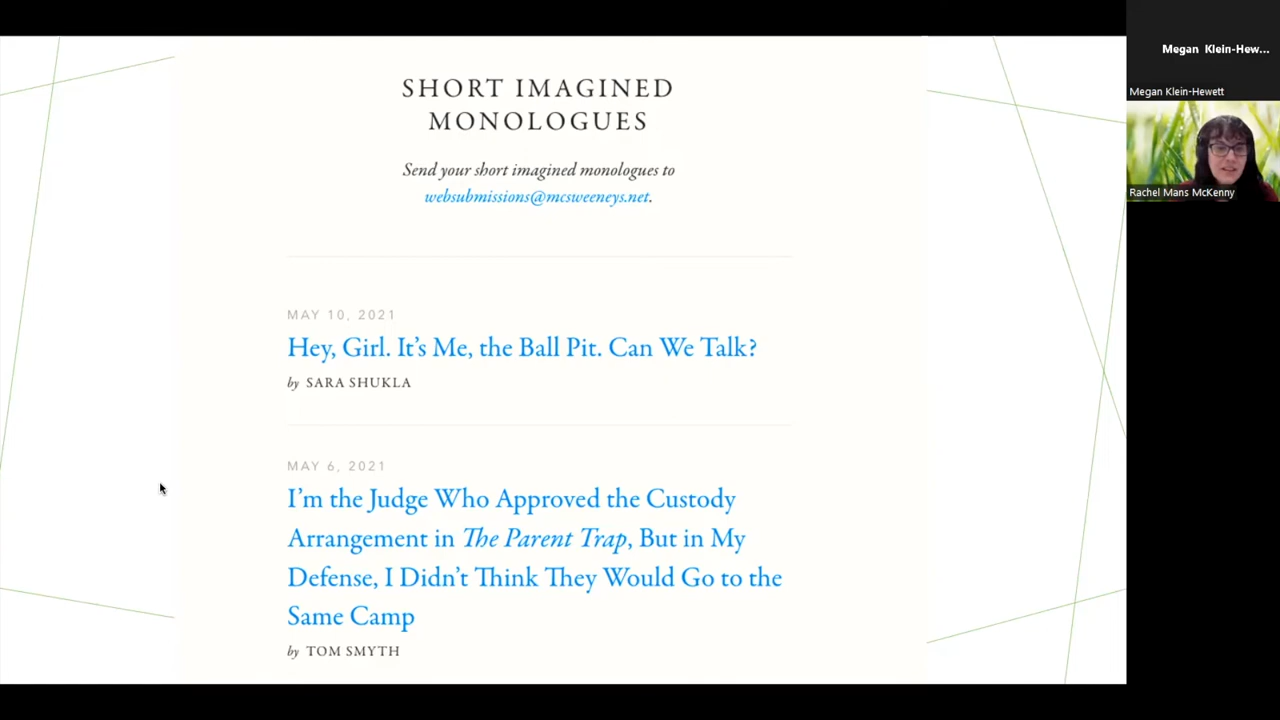 SHORT IMAGINED
MONOLOGUES
Send your short imagined monologues to
websubmissions@mcsweeneys.net.
MAY 10, 2021
Hey, Girl. It’s Me, the Ball Pit. Can We Talk?
by SARA SHUKLA
MAY 6, 2021
I’m the Judge Who Approved the Custody
Arrangement in The Parent Trap, But in My
Defense, I Didn’t Think They Would Go to the
Same Camp
by TOM SMYTH
Megan Klein-Hew...
Megan Klein-Hewett
Rachel Mans McKenny